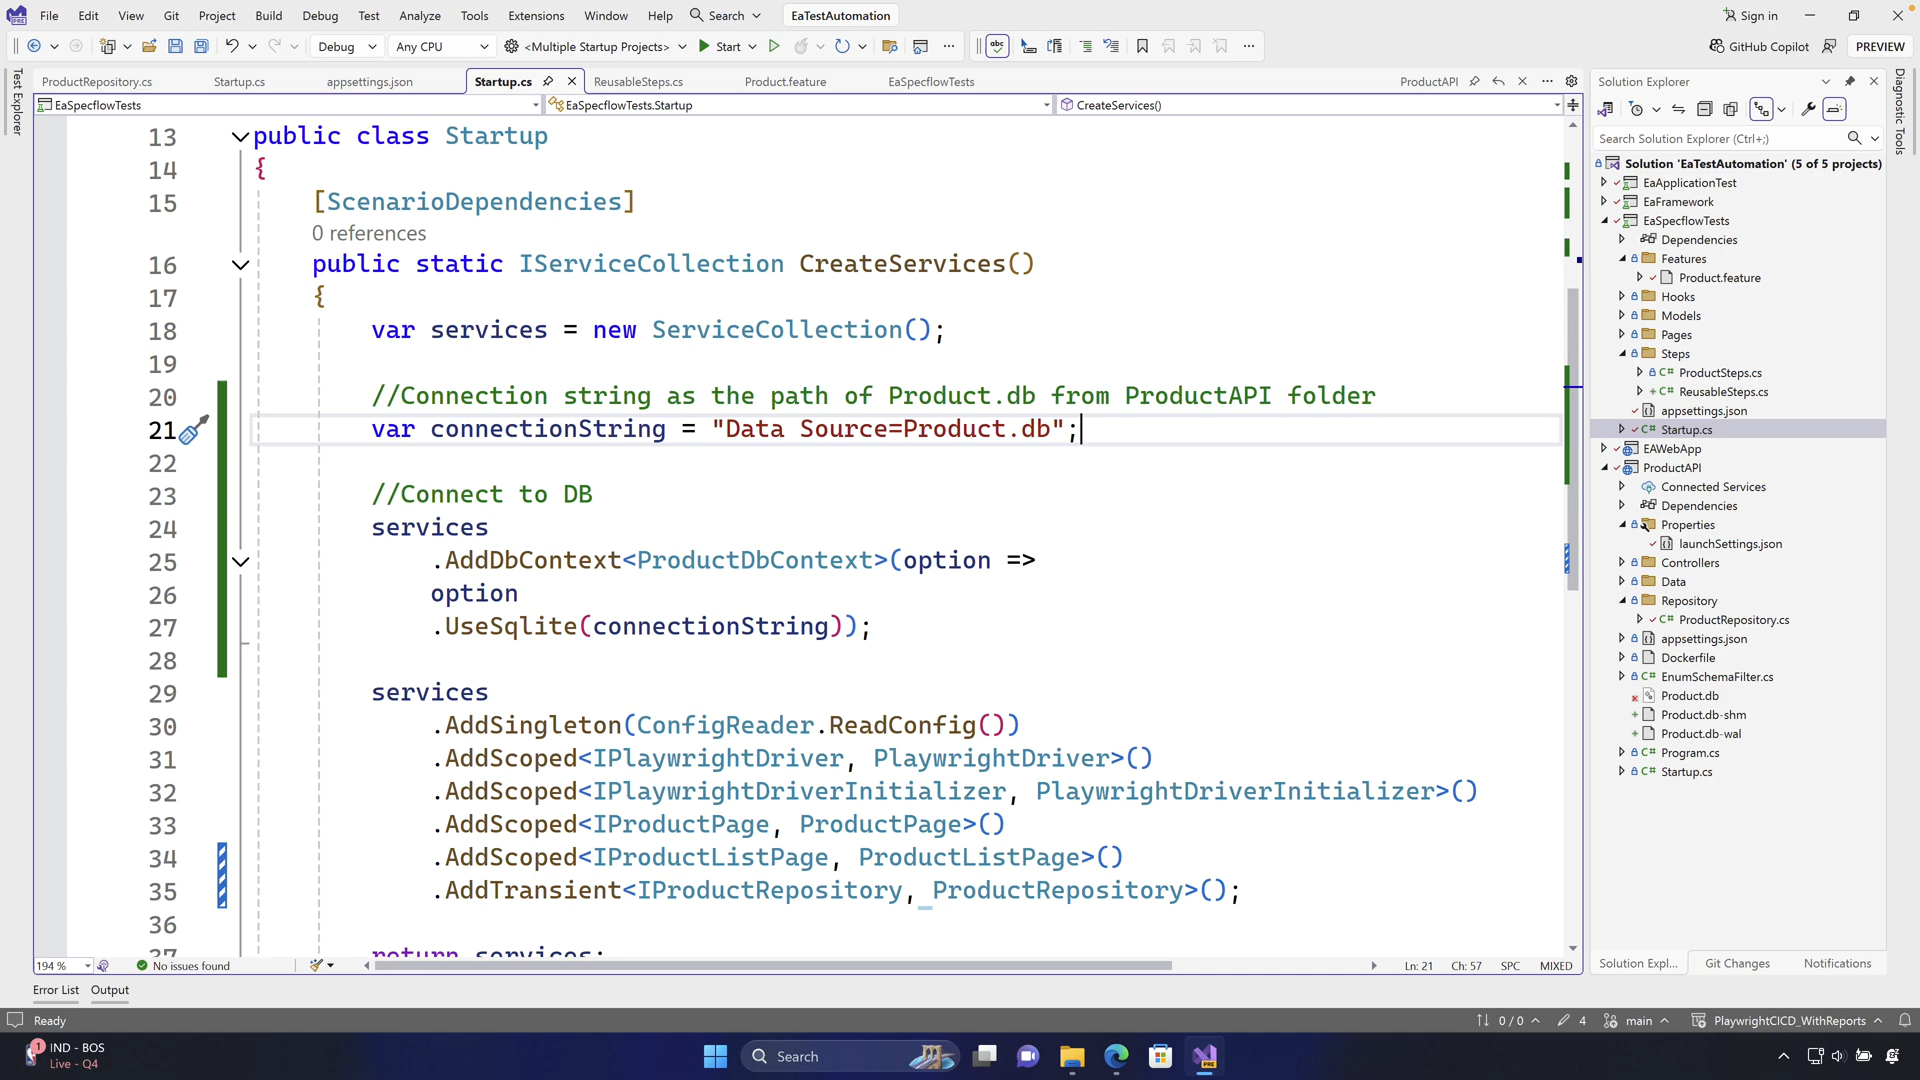 File Edit View Git Project Build Debug Test Analyze Tools Extensions Window Help Search EaTestAutomation Sign in
Debug Any CPU <Multiple Startup Projects> Start GitHub Copilot PREVIEW
Test Explorer
ProductRepository.cs Startup.cs appsettings.json Startup.cs ReusableSteps.cs Product.feature EaSpecflowTests ProductAPI
EaSpecflowTests EaSpecflowTests.Startup CreateServices()
13 public class Startup
14 {
15 [ScenarioDependencies]
0 references
16 public static IServiceCollection CreateServices()
17 {
18 var services = new ServiceCollection();
19
20 //Connection string as the path of Product.db from ProductAPI folder
21 var connectionString = "Data Source=Product.db";
22
23 //Connect to DB
24 services
25 .AddDbContext<ProductDbContext>(option =>
26 option
27 .UseSqlite(connectionString));
28
29 services
30 .AddSingleton(ConfigReader.ReadConfig())
31 .AddScoped<IPlaywrightDriver, PlaywrightDriver>()
32 .AddScoped<IPlaywrightDriverInitializer, PlaywrightDriverInitializer>()
33 .AddScoped<IProductPage, ProductPage>()
34 .AddScoped<IProductListPage, ProductListPage>()
35 .AddTransient<IProductRepository, ProductRepository>();
36
37 return services;
194 % No issues found Ln: 21 Ch: 57 SPC MIXED
Error List Output
Solution Explorer
Search Solution Explorer (Ctrl+;)
Solution 'EaTestAutomation' (5 of 5 projects)
EaApplicationTest
EaFramework
EaSpecflowTests
Dependencies
Features
Product.feature
Hooks
Models
Pages
Steps
ProductSteps.cs
ReusableSteps.cs
appsettings.json
Startup.cs
EAWebApp
ProductAPI
Connected Services
Dependencies
Properties
launchSettings.json
Controllers
Data
Repository
ProductRepository.cs
appsettings.json
Dockerfile
EnumSchemaFilter.cs
Product.db
Product.db-shm
Product.db-wal
Program.cs
Startup.cs
Solution Expl... Git Changes Notifications
Diagnostic Tools
Ready 0 / 0 4 main PlaywrightCICD_WithReports
1 IND - BOS
Live - Q4
Search
PRE